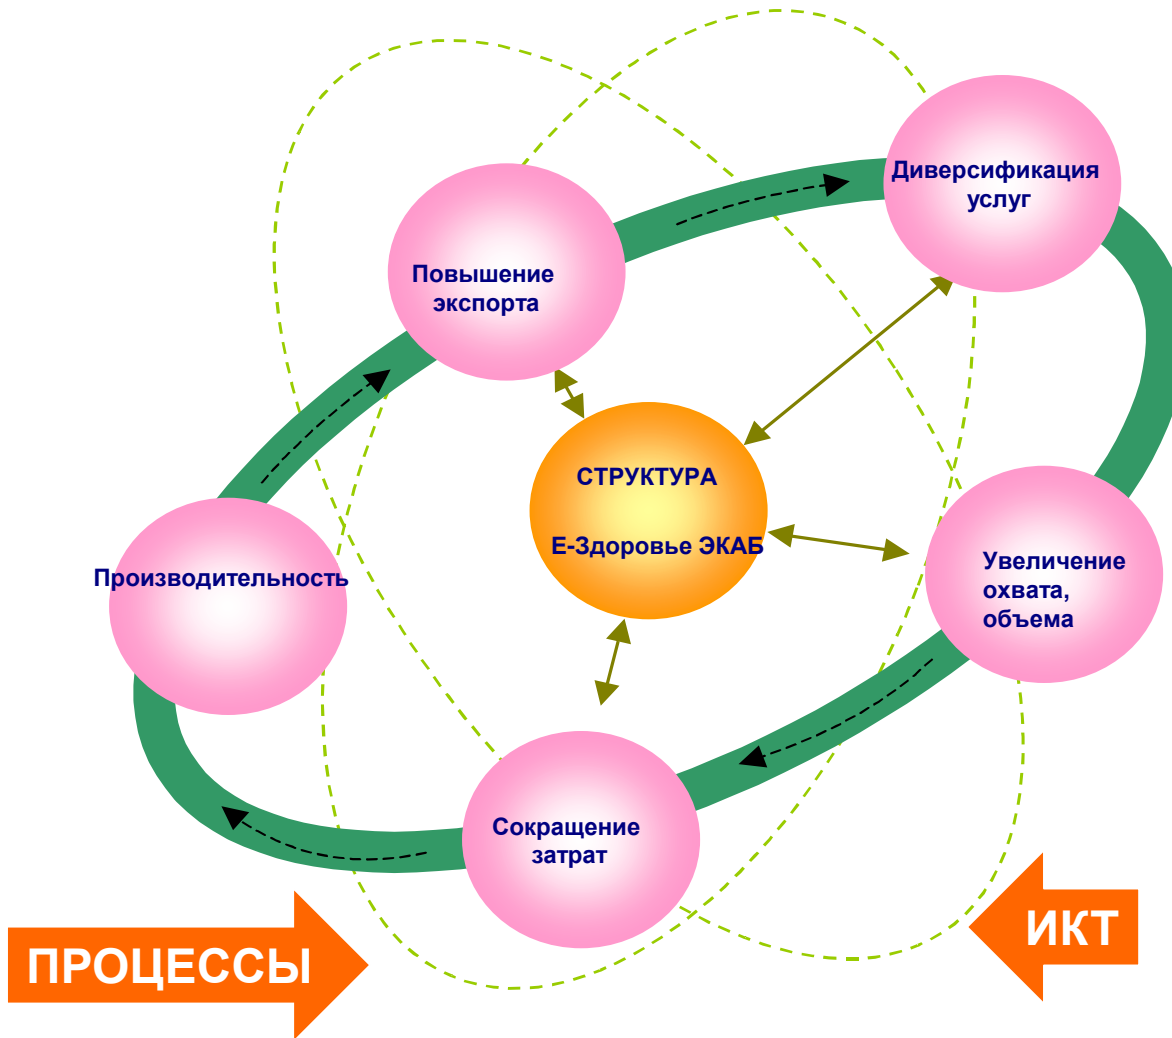 Диверсификация
услуг
Повышение
экспорта
СТРУКТУРА
Е-Здоровье ЭКАБ
Производительность
Увеличение
охвата,
объема
Сокращение
затрат
ИКТ
ПРОЦЕССЫ